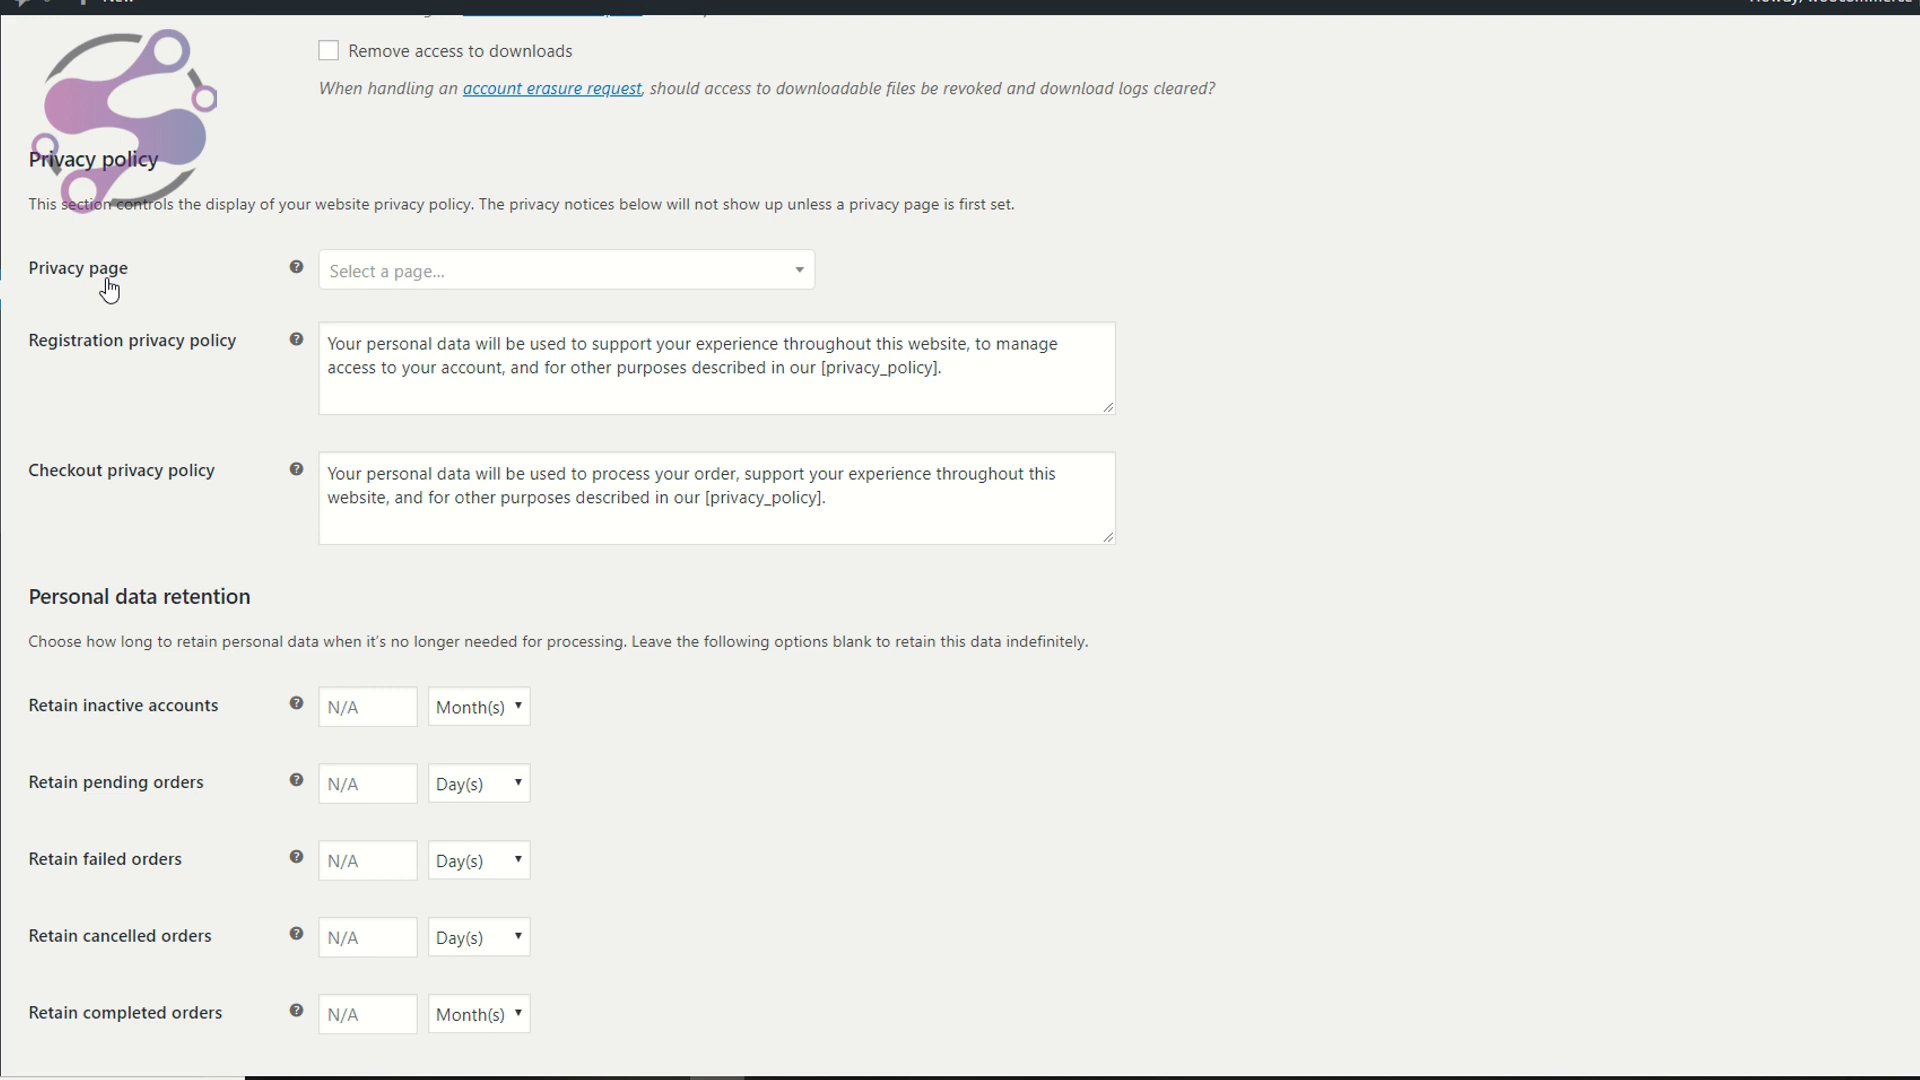 Remove access to downloads
When handling an account erasure request, should access to downloadable files be revoked and download logs cleared?
Privacy policy
This section controls the display of your website privacy policy. The privacy notices below will not show up unless a privacy page is first set.
Privacy page
Select a page...
Registration privacy policy
Your personal data will be used to support your experience throughout this website, to manage
access to your account, and for other purposes described in our [privacy_policy].
Checkout privacy policy
Your personal data will be used to process your order, support your experience throughout this
website, and for other purposes described in our [privacy_policy].
Personal data retention
Choose how long to retain personal data when it's no longer needed for processing. Leave the following options blank to retain this data indefinitely.
Retain inactive accounts N/A Month(s)
Retain pending orders N/A Day(s)
Retain failed orders N/A Day(s)
Retain cancelled orders N/A Day(s)
Retain completed orders N/A Month(s)